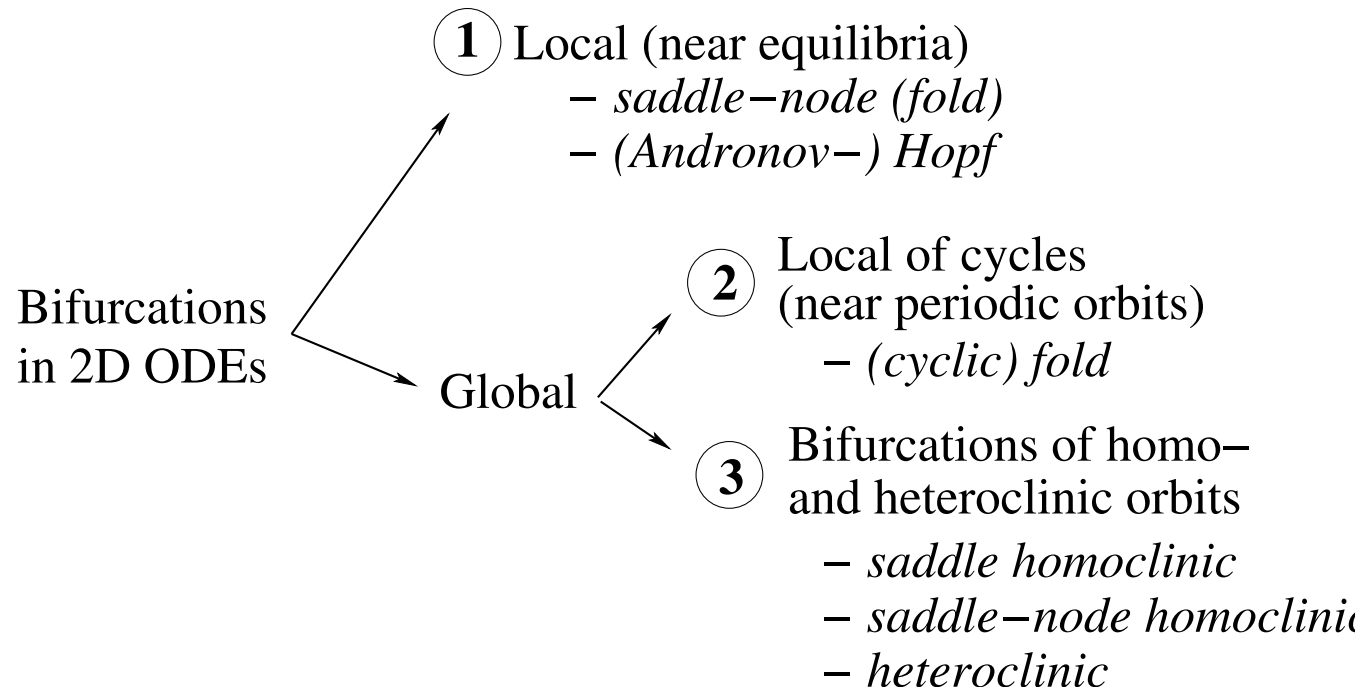 1 Local (near equilibria)
− saddle−node (fold)
− (Andronov−) Hopf
Bifurcations
in 2D ODEs
Global
2 Local of cycles
(near periodic orbits)
− (cyclic) fold
3 Bifurcations of homo−
and heteroclinic orbits
− saddle homoclinic
− saddle−node homoclinic
− heteroclinic